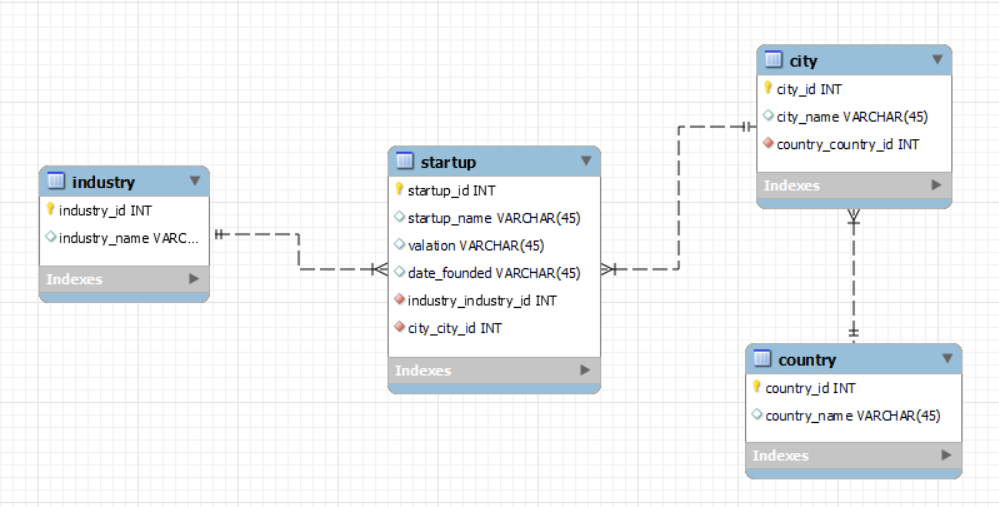 industry
industry_id INT
industry_name VARC...
Indexes
startup
startup_id INT
startup_name VARCHAR(45)
valation VARCHAR(45)
date_founded VARCHAR(45)
industry_industry_id INT
city_city_id INT
Indexes
city
city_id INT
city_name VARCHAR(45)
country_country_id INT
Indexes
country
country_id INT
country_name VARCHAR(45)
Indexes